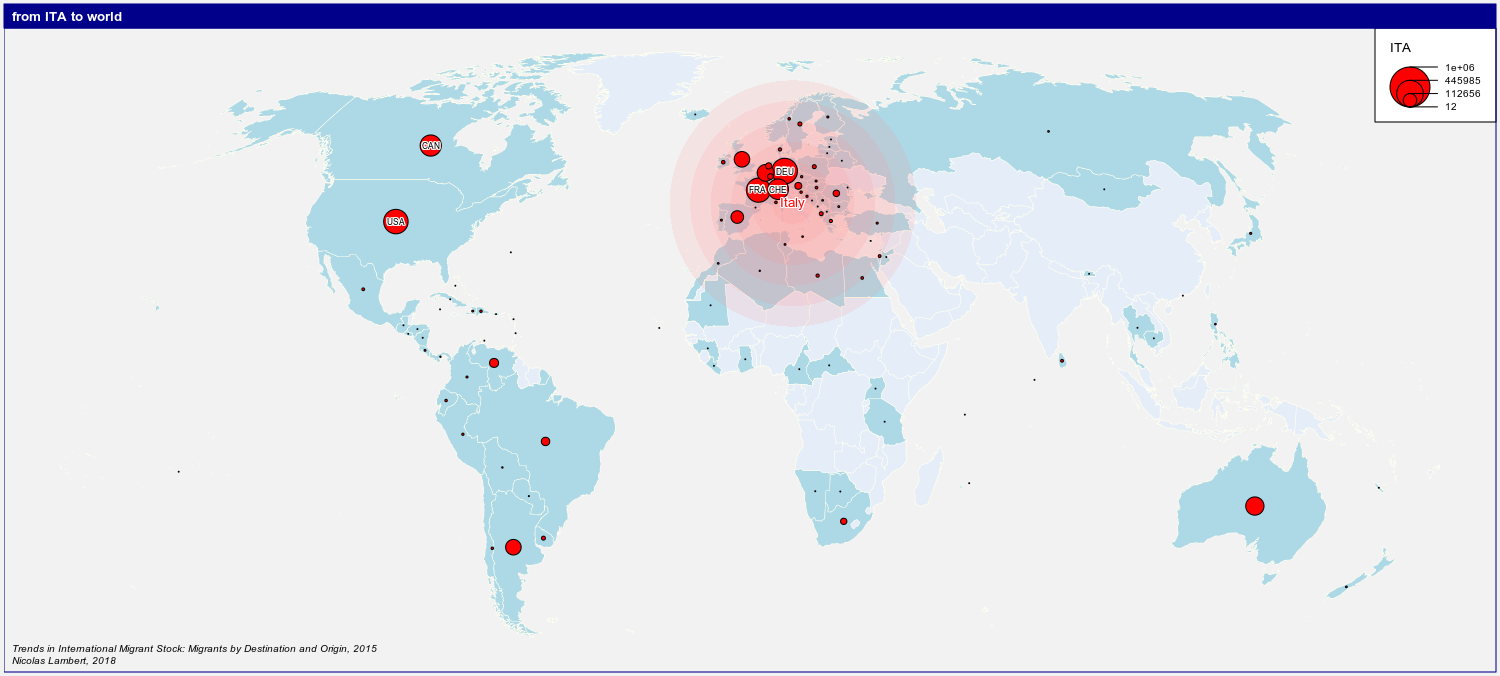 from ITA to world
ITA
1e+06
445985
112656
12
CAN
DEU
FRA
CHE
Italy
USA
Trends in International Migrant Stock: Migrants by Destination and Origin, 2015
Nicolas Lambert, 2018